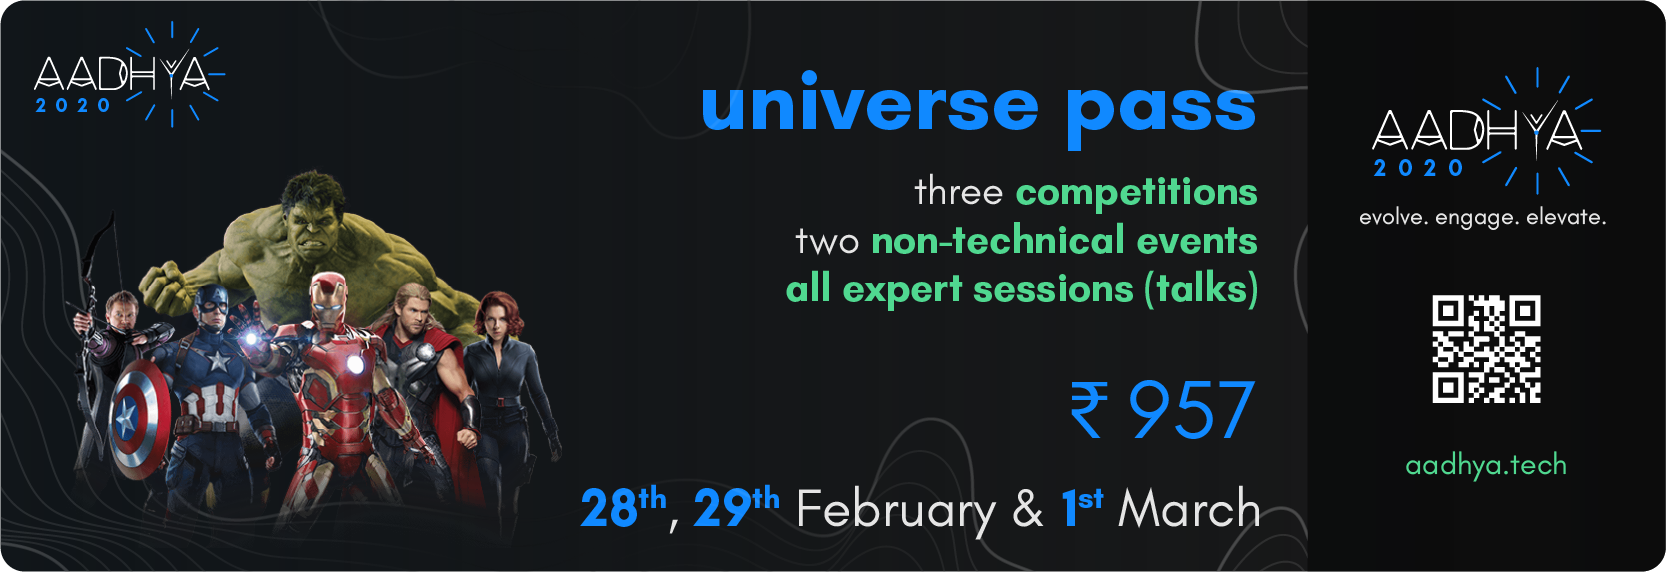 AADHYA
2020
universe pass
three competitions
two non-technical events
all expert sessions (talks)
₹ 957
28th, 29th February & 1st March
AADHYA
2020
evolve. engage. elevate.
aadhya.tech